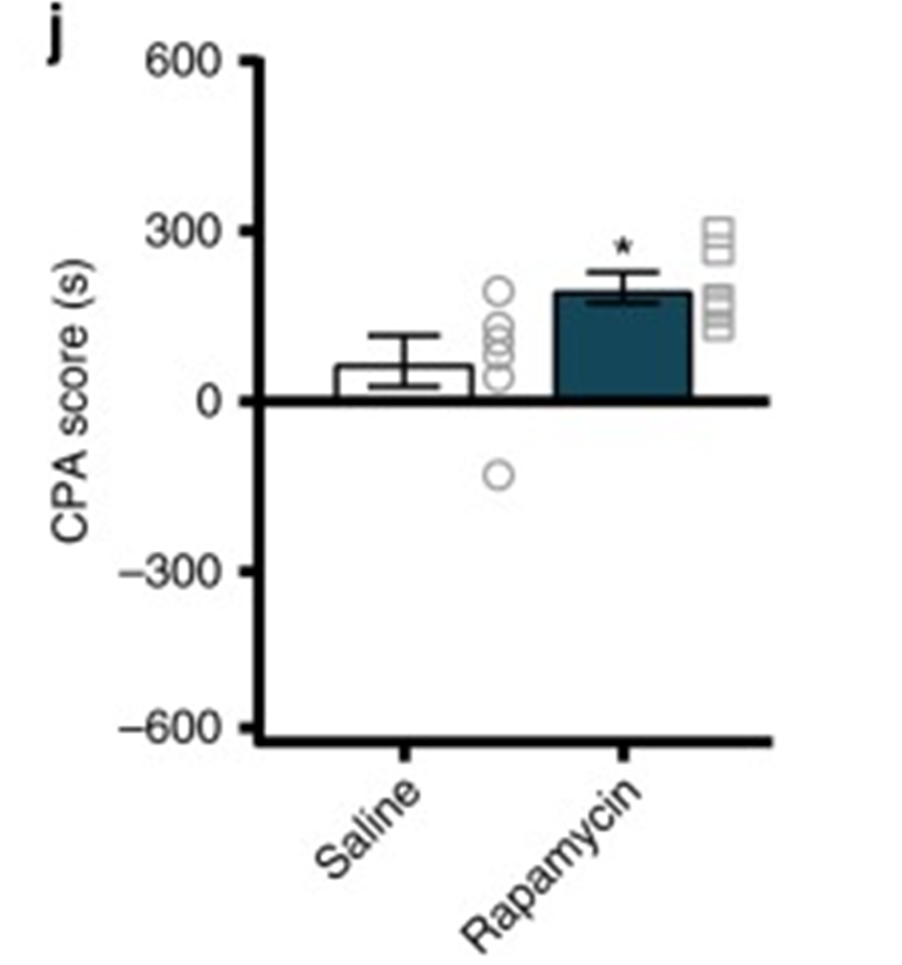 j
600
300
0
–300
–600
CPA score (s)
*
Saline
Rapamycin